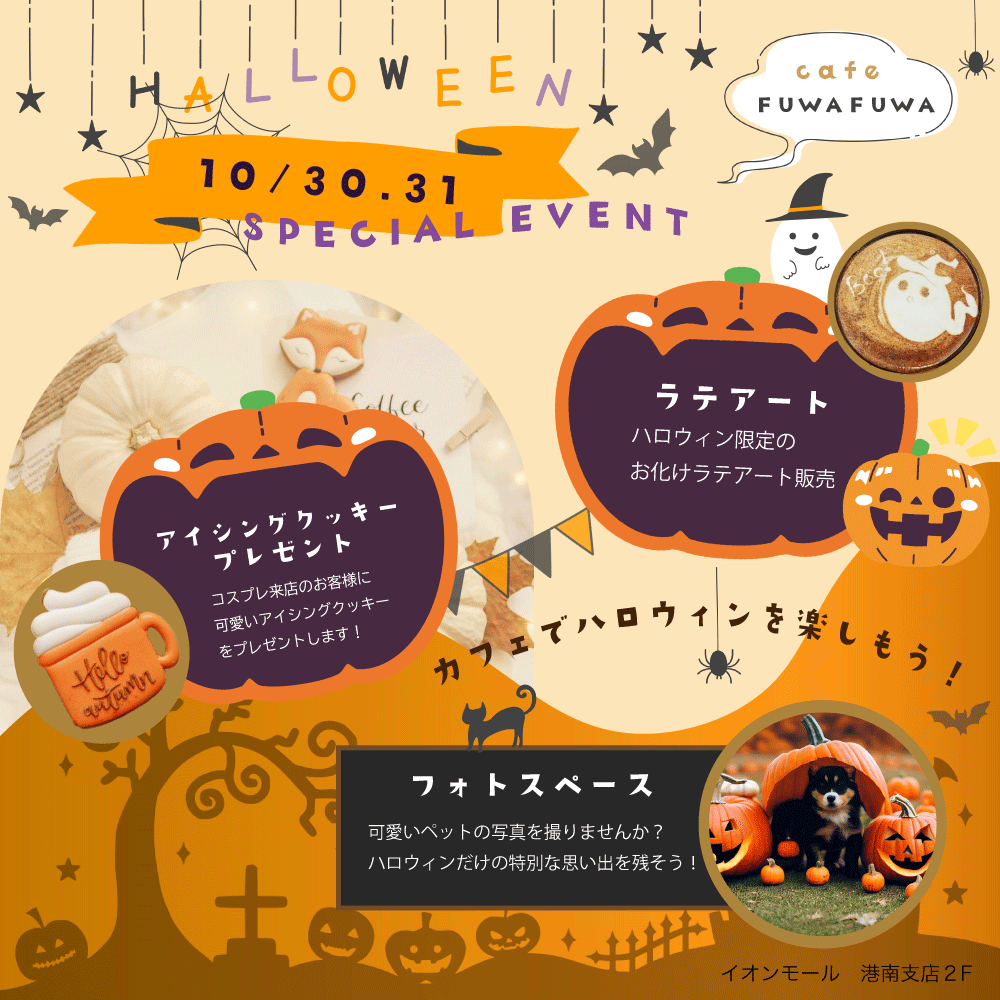 HALLOWEEN
cafe
FUWAFUWA
10/30.31
SPECIAL EVENT
Boo!
Coffee
ラテアート
ハロウィン限定の
お化けラテアート販売
アイシングクッキー
プレゼント
コスプレ来店のお客様に
可愛いアイシングクッキー
をプレゼントします！
Hello
autumn
カフェでハロウィンを楽しもう！
フォトスペース
可愛いペットの写真を撮りませんか？
ハロウィンだけの特別な思い出を残そう！
イオンモール　港南支店２F